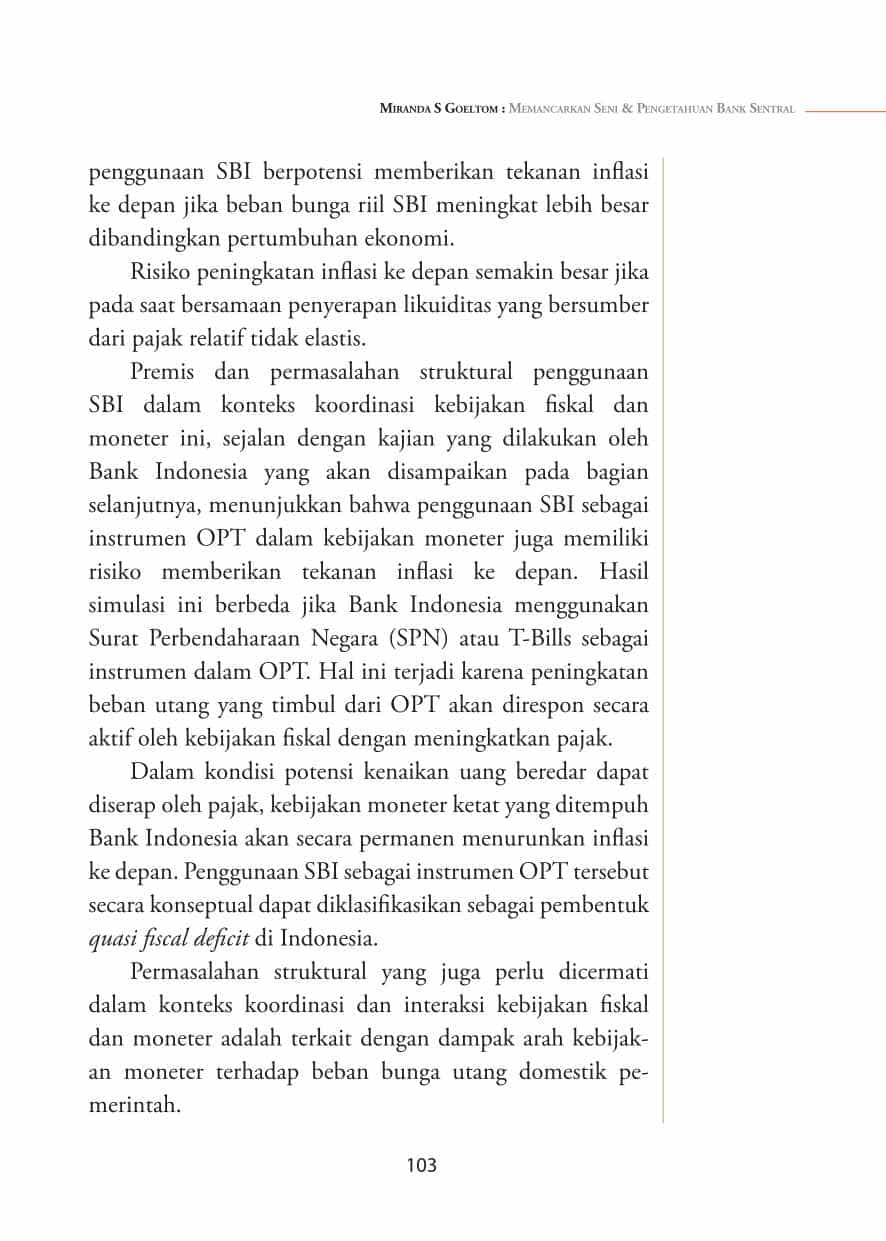 MIRANDA S GOELTOM : MEMANCARKAN SENI & PENGETAHUAN BANK SENTRAL
penggunaan SBI berpotensi memberikan tekanan inflasi
ke depan jika beban bunga riil SBI meningkat lebih besar
dibandingkan pertumbuhan ekonomi.
Risiko peningkatan inflasi ke depan semakin besar jika
pada saat bersamaan penyerapan likuiditas yang bersumber
dari pajak relatif tidak elastis.
Premis dan permasalahan struktural penggunaan
SBI dalam konteks koordinasi kebijakan fiskal dan
moneter ini, sejalan dengan kajian yang dilakukan oleh
Bank Indonesia yang akan disampaikan pada bagian
selanjutnya, menunjukkan bahwa penggunaan SBI sebagai
instrumen OPT dalam kebijakan moneter juga memiliki
risiko memberikan tekanan inflasi ke depan. Hasil
simulasi ini berbeda jika Bank Indonesia menggunakan
Surat Perbendaharaan Negara (SPN) atau T-Bills sebagai
instrumen dalam OPT. Hal ini terjadi karena peningkatan
beban utang yang timbul dari OPT akan direspon secara
aktif oleh kebijakan fiskal dengan meningkatkan pajak.
Dalam kondisi potensi kenaikan uang beredar dapat
diserap oleh pajak, kebijakan moneter ketat yang ditempuh
Bank Indonesia akan secara permanen menurunkan inflasi
ke depan. Penggunaan SBI sebagai instrumen OPT tersebut
secara konseptual dapat diklasifikasikan sebagai pembentuk
quasi fiscal deficit di Indonesia.
Permasalahan struktural yang juga perlu dicermati
dalam konteks koordinasi dan interaksi kebijakan fiskal
dan moneter adalah terkait dengan dampak arah kebijak-
an moneter terhadap beban bunga utang domestik pe-
merintah.
103